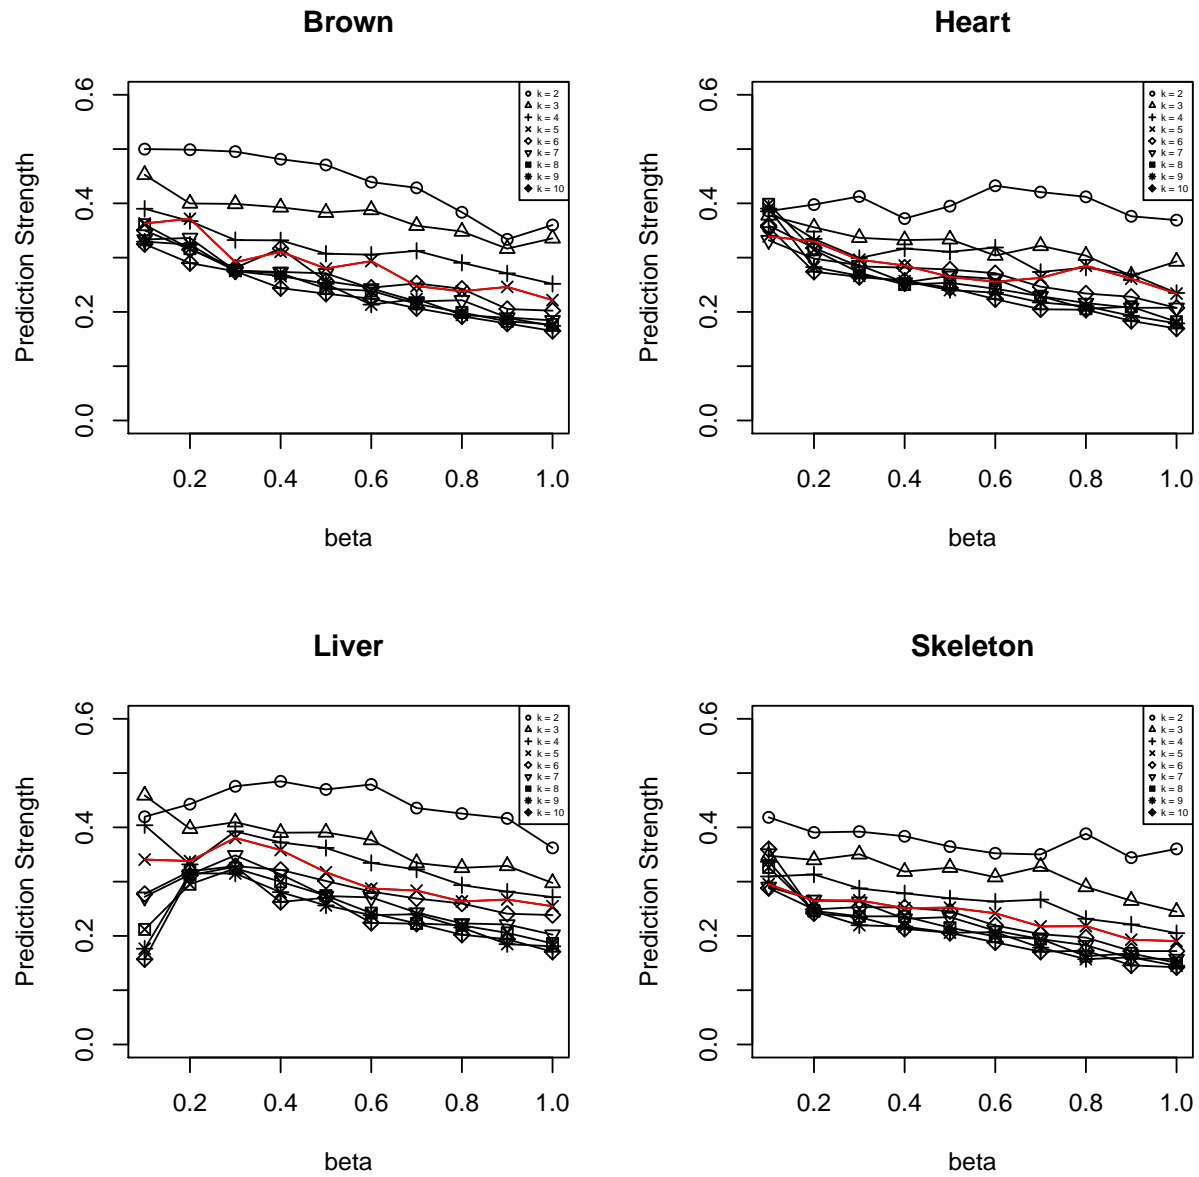 Brown
Prediction Strength
0.6
0.4
0.2
0.0
k = 2
k = 3
k = 4
k = 5
k = 6
k = 7
k = 8
k = 9
k = 10
0.2 0.4 0.6 0.8 1.0
beta
Heart
Prediction Strength
0.6
0.4
0.2
0.0
k = 2
k = 3
k = 4
k = 5
k = 6
k = 7
k = 8
k = 9
k = 10
0.2 0.4 0.6 0.8 1.0
beta
Liver
Prediction Strength
0.6
0.4
0.2
0.0
k = 2
k = 3
k = 4
k = 5
k = 6
k = 7
k = 8
k = 9
k = 10
0.2 0.4 0.6 0.8 1.0
beta
Skeleton
Prediction Strength
0.6
0.4
0.2
0.0
k = 2
k = 3
k = 4
k = 5
k = 6
k = 7
k = 8
k = 9
k = 10
0.2 0.4 0.6 0.8 1.0
beta